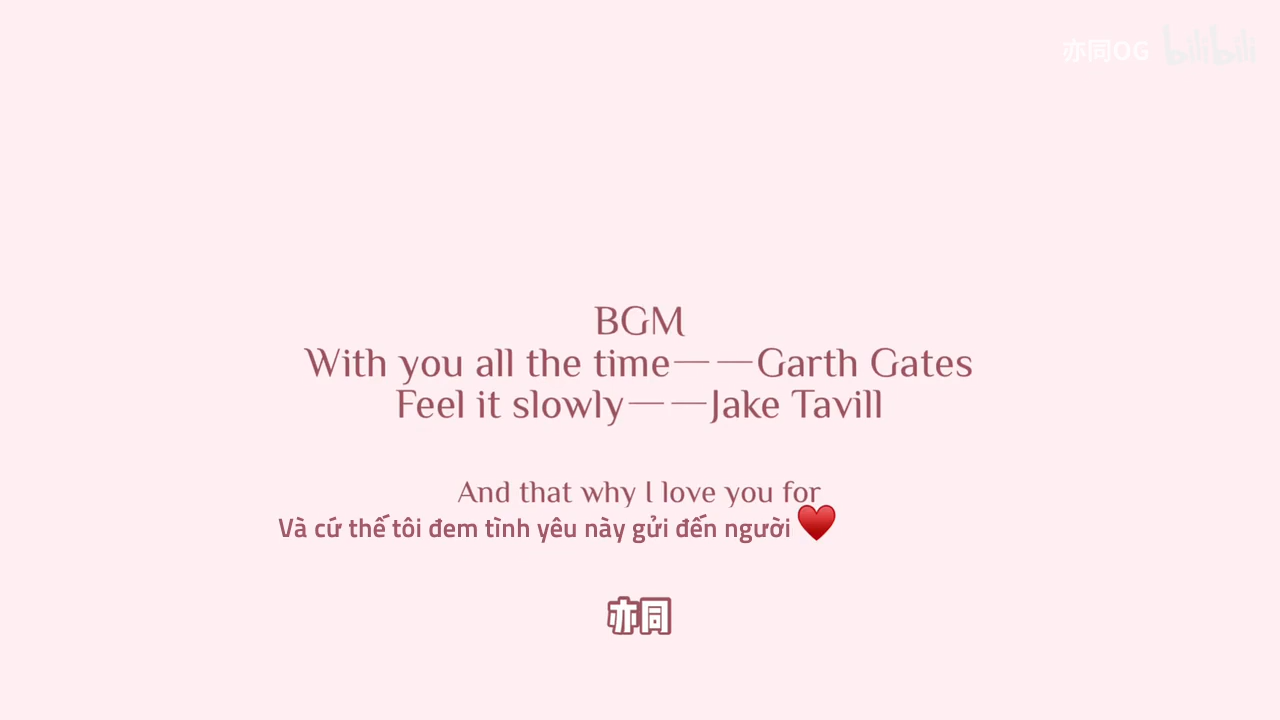 亦同OG bilibili
BGM
With you all the time——Garth Gates
Feel it slowly——Jake Tavill
And that why I love you for
Và cứ thế tôi đem tình yêu này gửi đến người ♥
亦同